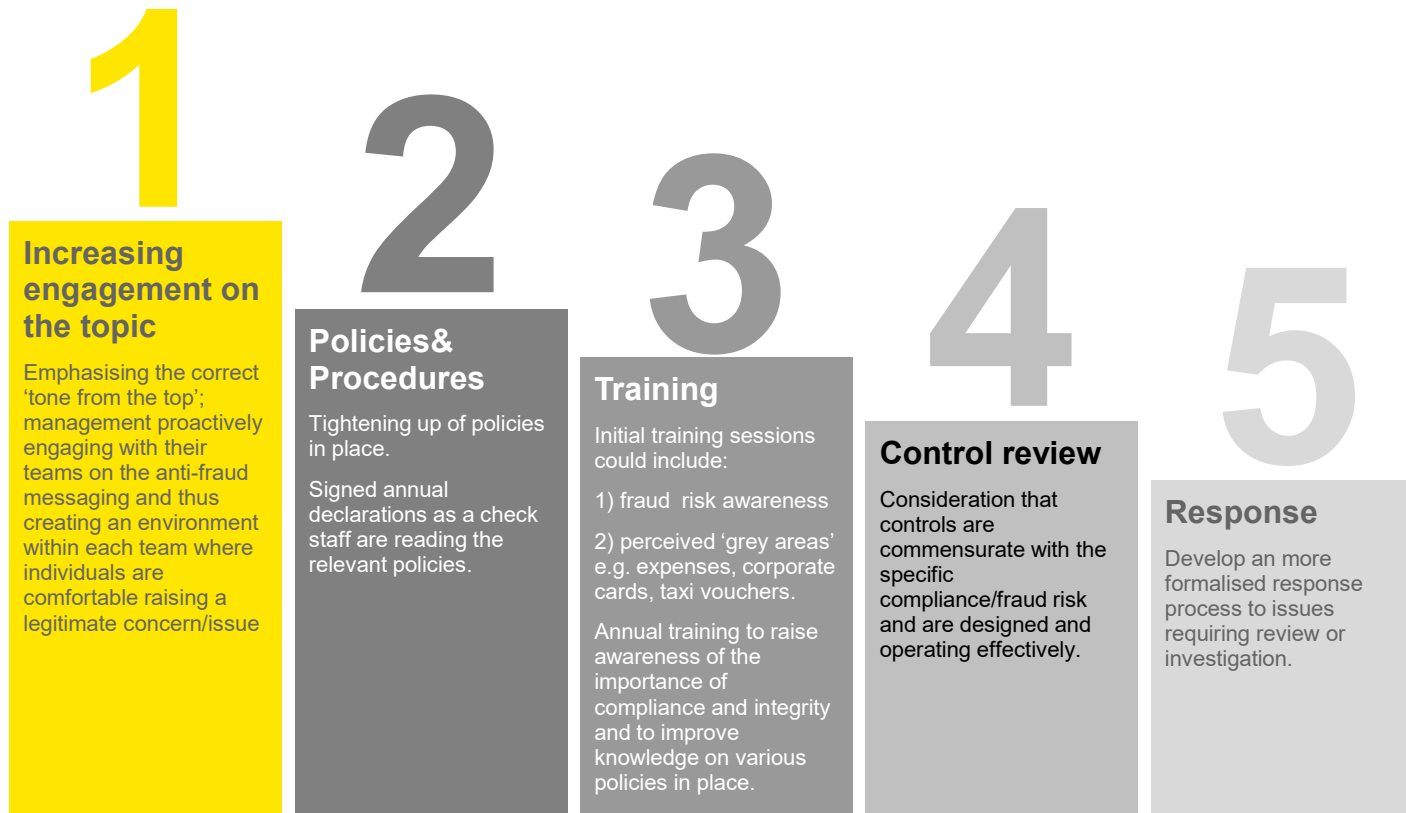 1
Increasing
engagement on
the topic
Emphasising the correct
‘tone from the top’;
management proactively
engaging with their
teams on the anti-fraud
messaging and thus
creating an environment
within each team where
individuals are
comfortable raising a
legitimate concern/issue
2
Policies&
Procedures
Tightening up of policies
in place.
Signed annual
declarations as a check
staff are reading the
relevant policies.
3
Training
Initial training sessions
could include:
1) fraud  risk awareness
2) perceived ‘grey areas’
e.g. expenses, corporate
cards, taxi vouchers.
Annual training to raise
awareness of the
importance of
compliance and integrity
and to improve
knowledge on various
policies in place.
4
Control review
Consideration that
controls are
commensurate with the
specific
compliance/fraud risk
and are designed and
operating effectively.
5
Response
Develop an more
formalised response
process to issues
requiring review or
investigation.